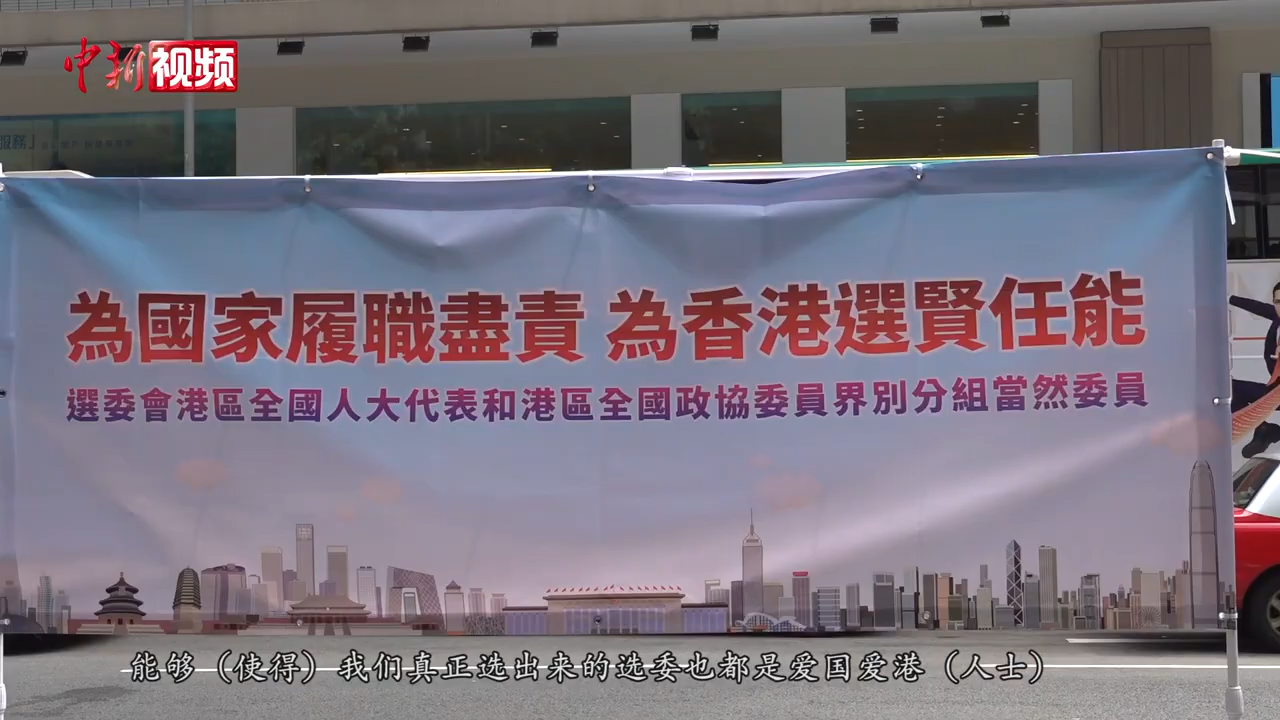 中新视频
服務」
為國家履職盡責 為香港選賢任能
選委會港區全國人大代表和港區全國政協委員界別分組當然委員
能够（使得）我们真正选出来的选委也都是爱国爱港（人士）